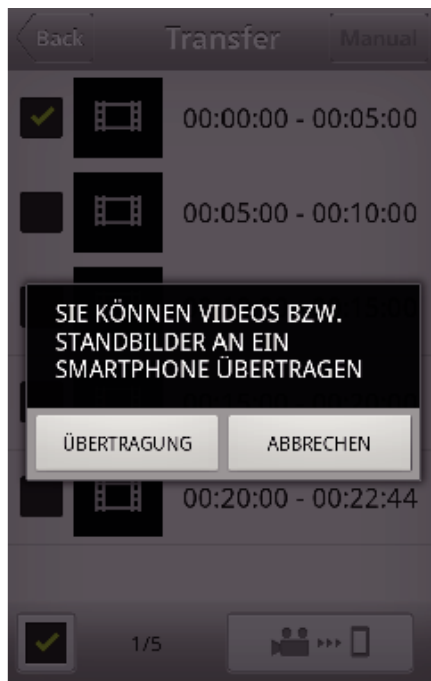 Back Transfer Manual
00:00:00 - 00:05:00
00:05:00 - 00:10:00
SIE KÖNNEN VIDEOS BZW.
STANDBILDER AN EIN
SMARTPHONE ÜBERTRAGEN
ÜBERTRAGUNG ABBRECHEN
00:20:00 - 00:22:44
1/5